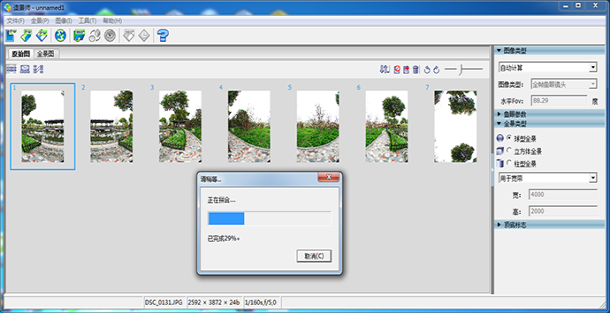 造景师 - unnamed1
文件(F) 全景(P) 图像(I) 工具(T) 帮助(H)
原始图 全景图
1 2 3 4 5 6 7
请稍等...
正在拼合...
已完成29%。
取消(C)
图像类型
自动计算
图像类型： 全帧鱼眼镜头
水平Fov： 88.29 度
鱼眼参数
全景类型
球型全景
立方体全景
柱型全景
用于宽带
宽： 4000
高： 2000
顶底标志
DSC_0131.JPG 2592 × 3872 × 24b 1/160s,f/5,0